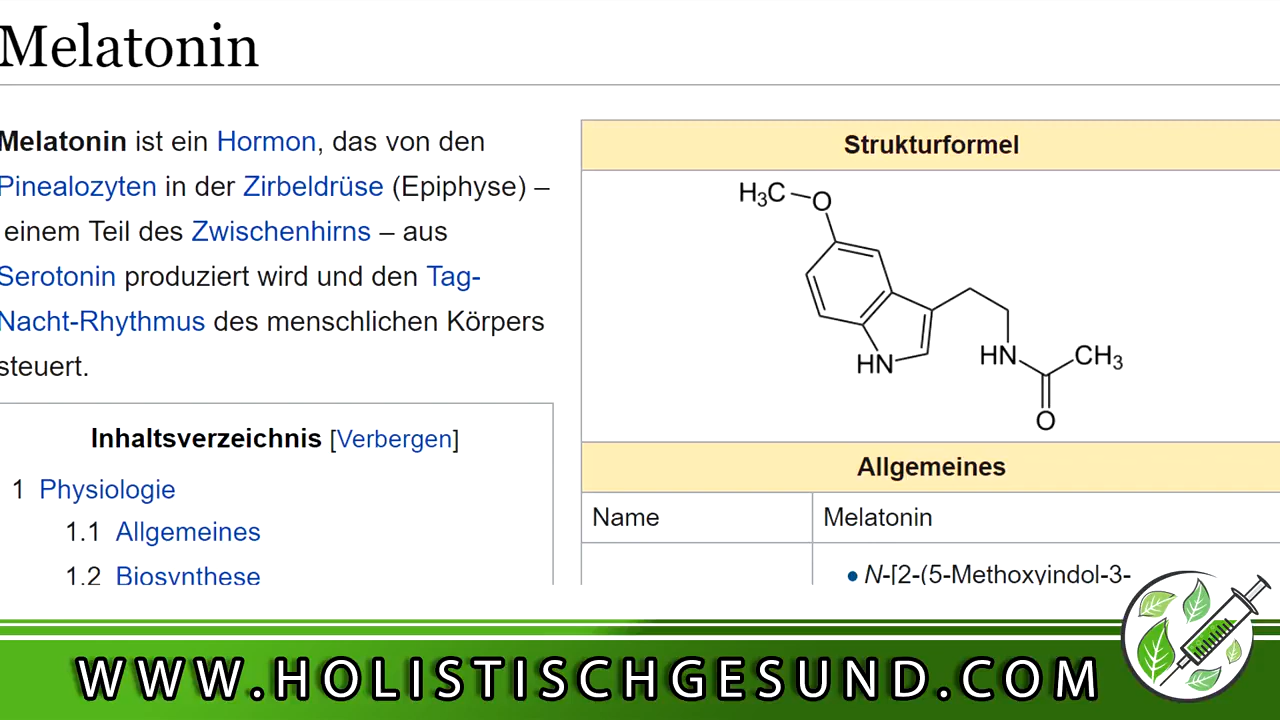 Melatonin
Melatonin ist ein Hormon, das von den
Pinealozyten in der Zirbeldrüse (Epiphyse) –
einem Teil des Zwischenhirns – aus
Serotonin produziert wird und den Tag-
Nacht-Rhythmus des menschlichen Körpers
steuert.
Inhaltsverzeichnis [Verbergen]
1 Physiologie
1.1 Allgemeines
1.2 Biosynthese
Strukturformel
H3C
O
HN
HN
CH3
O
Allgemeines
Name Melatonin
• N-[2-(5-Methoxyindol-3-
WWW.HOLISTISCHGESUND.COM